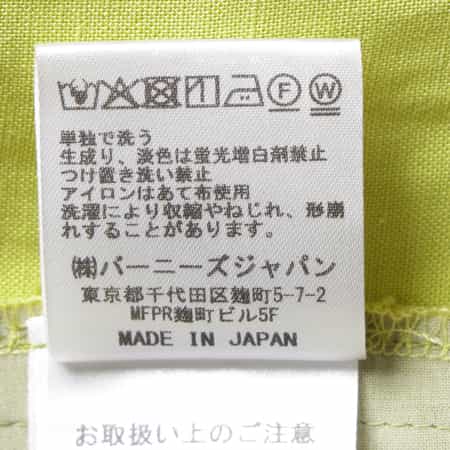 F W
単独で洗う
生成り、淡色は蛍光増白剤禁止
つけ置き洗い禁止
アイロンはあて布使用
洗濯により収縮やねじれ、形崩
れすることがあります。
㈱バーニーズジャパン
東京都千代田区麹町5-7-2
MFPR麹町ビル5F
MADE IN JAPAN
お取扱い上のご注意